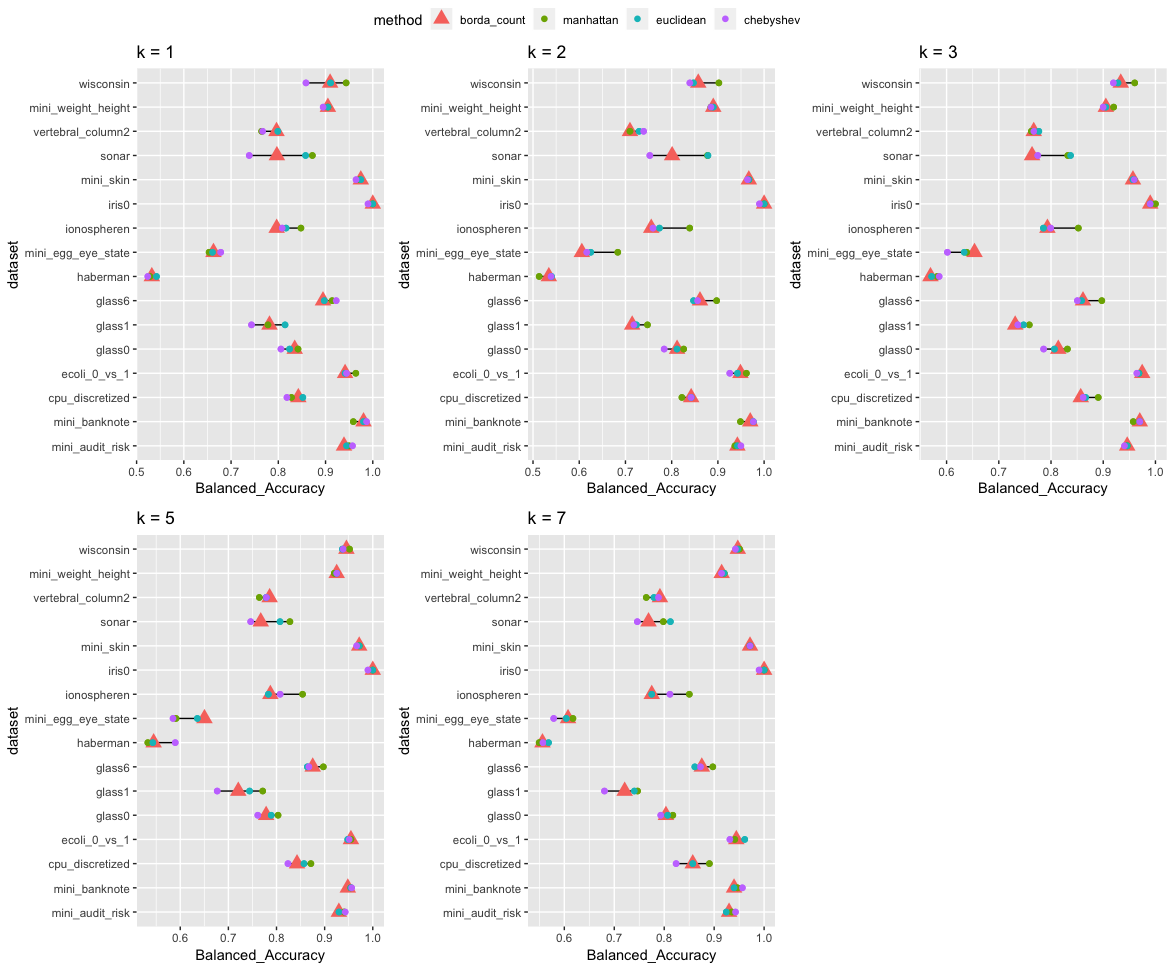 method borda_count manhattan euclidean chebyshev
k = 1
wisconsin
mini_weight_height
vertebral_column2
sonar
mini_skin
iris0
ionospheren
mini_egg_eye_state
haberman
glass6
glass1
glass0
ecoli_0_vs_1
cpu_discretized
mini_banknote
mini_audit_risk
dataset
0.5 0.6 0.7 0.8 0.9 1.0
Balanced_Accuracy
k = 2
wisconsin
mini_weight_height
vertebral_column2
sonar
mini_skin
iris0
ionospheren
mini_egg_eye_state
haberman
glass6
glass1
glass0
ecoli_0_vs_1
cpu_discretized
mini_banknote
mini_audit_risk
dataset
0.5 0.6 0.7 0.8 0.9 1.0
Balanced_Accuracy
k = 3
wisconsin
mini_weight_height
vertebral_column2
sonar
mini_skin
iris0
ionospheren
mini_egg_eye_state
haberman
glass6
glass1
glass0
ecoli_0_vs_1
cpu_discretized
mini_banknote
mini_audit_risk
dataset
0.6 0.7 0.8 0.9 1.0
Balanced_Accuracy
k = 5
wisconsin
mini_weight_height
vertebral_column2
sonar
mini_skin
iris0
ionospheren
mini_egg_eye_state
haberman
glass6
glass1
glass0
ecoli_0_vs_1
cpu_discretized
mini_banknote
mini_audit_risk
dataset
0.6 0.7 0.8 0.9 1.0
Balanced_Accuracy
k = 7
wisconsin
mini_weight_height
vertebral_column2
sonar
mini_skin
iris0
ionospheren
mini_egg_eye_state
haberman
glass6
glass1
glass0
ecoli_0_vs_1
cpu_discretized
mini_banknote
mini_audit_risk
dataset
0.6 0.7 0.8 0.9 1.0
Balanced_Accuracy